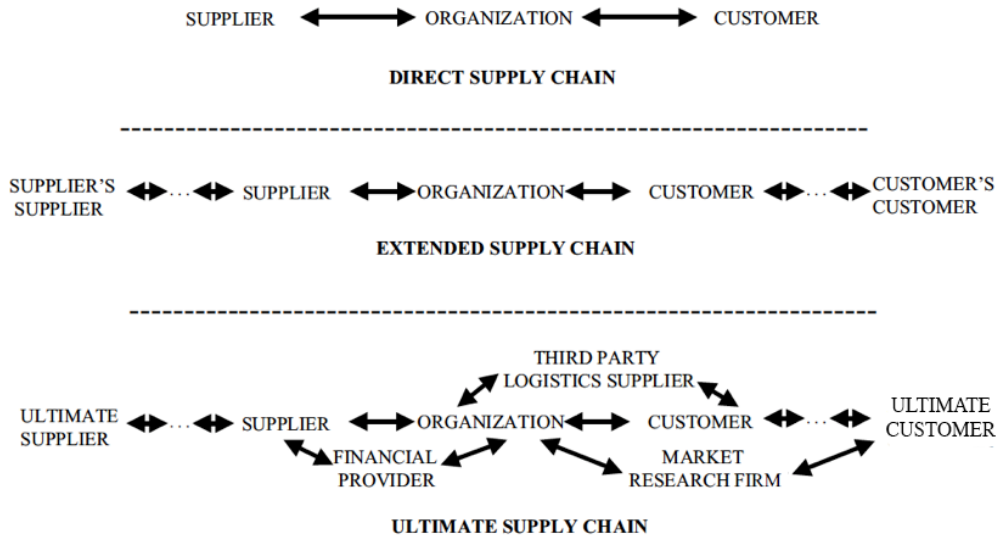 SUPPLIER ORGANIZATION CUSTOMER
DIRECT SUPPLY CHAIN
SUPPLIER'S
SUPPLIER
... SUPPLIER ORGANIZATION CUSTOMER ...
CUSTOMER'S
CUSTOMER
EXTENDED SUPPLY CHAIN
THIRD PARTY
LOGISTICS SUPPLIER
ULTIMATE
SUPPLIER
... SUPPLIER ORGANIZATION CUSTOMER ...
ULTIMATE
CUSTOMER
FINANCIAL
PROVIDER
MARKET
RESEARCH FIRM
ULTIMATE SUPPLY CHAIN